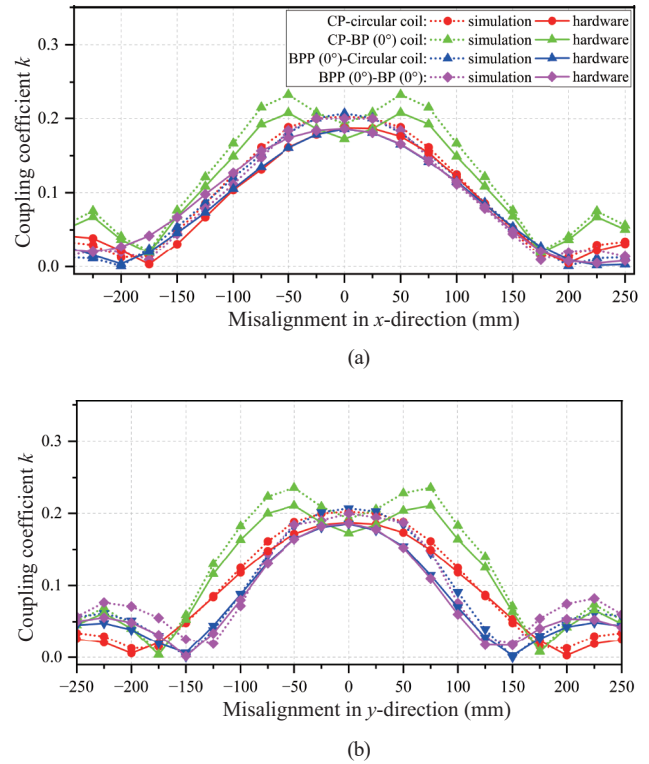 (a)
CP-circular coil: simulation hardware
CP-BP (0°) coil: simulation hardware
BPP (0°)-Circular coil: simulation hardware
BPP (0°)-BP (0°): simulation hardware
Coupling coefficient k
0.3
0.2
0.1
0.0
−200 −150 −100 −50 0 50 100 150 200 250
Misalignment in x-direction (mm)
(a)
Coupling coefficient k
0.3
0.2
0.1
0.0
−250 −200 −150 −100 −50 0 50 100 150 200 250
Misalignment in y-direction (mm)
(b)